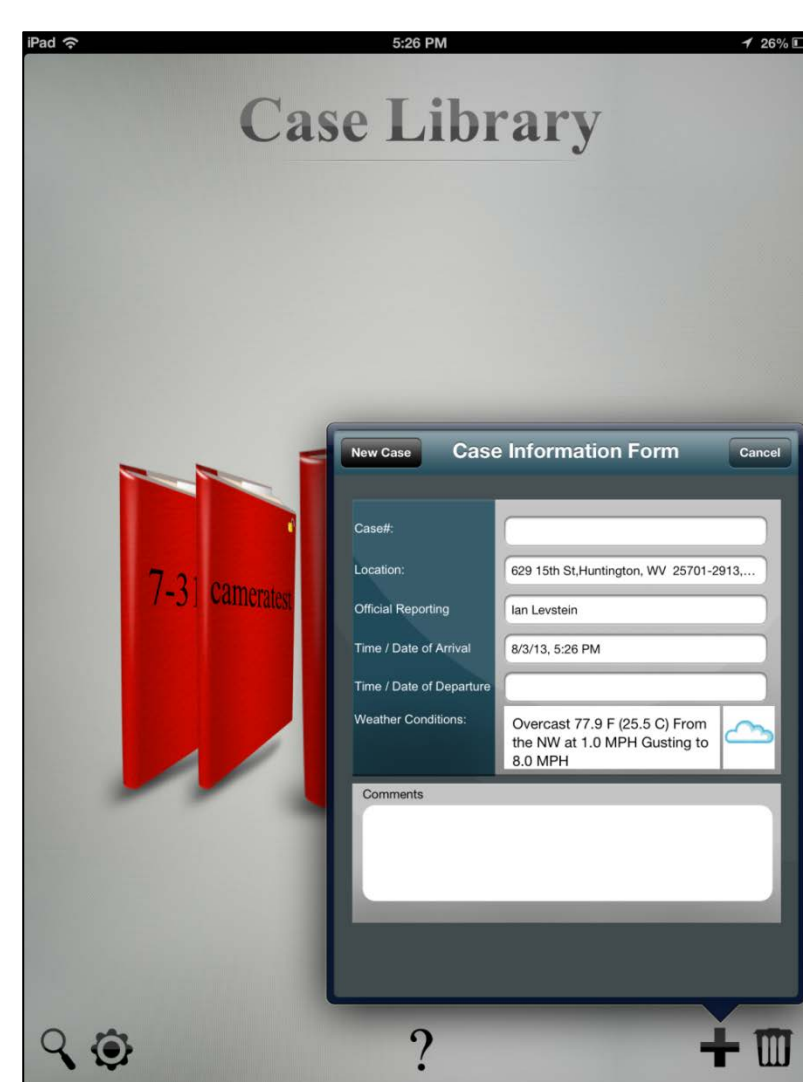 iPad 5:26 PM 26%
Case Library
7-31 cameratest
New Case Case Information Form Cancel
Case#:
Location: 629 15th St,Huntington, WV 25701-2913,...
Official Reporting Ian Levstein
Time / Date of Arrival 8/3/13, 5:26 PM
Time / Date of Departure
Weather Conditions: Overcast 77.9 F (25.5 C) From
the NW at 1.0 MPH Gusting to
8.0 MPH
Comments
?